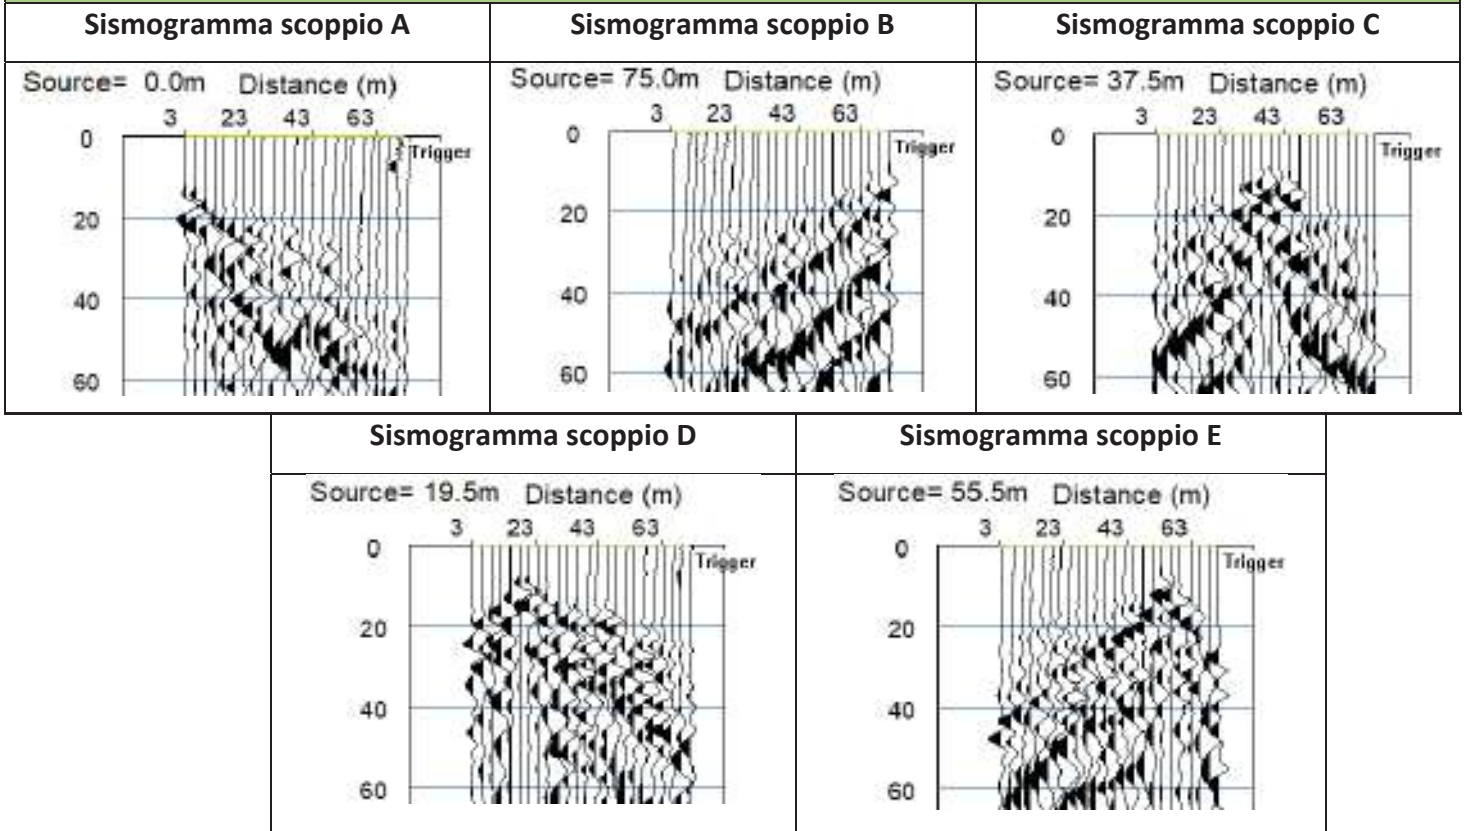 Sismogramma scoppio A
Sismogramma scoppio B
Sismogramma scoppio C
Source= 0.0m Distance (m)
3 23 43 63
0
Trigger
20
40
60
Source= 75.0m Distance (m)
3 23 43 63
0
Trigger
20
40
60
Source= 37.5m Distance (m)
3 23 43 63
0
Trigger
20
40
60
Sismogramma scoppio D
Sismogramma scoppio E
Source= 19.5m Distance (m)
3 23 43 63
0
Trigger
20
40
60
Source= 55.5m Distance (m)
3 23 43 63
0
Trigger
20
40
60